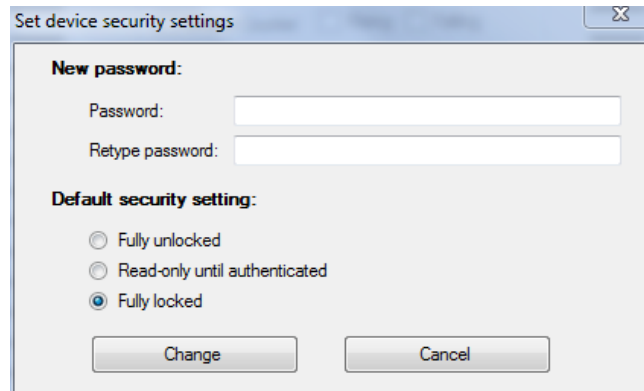 Set device security settings
New password:
Password:
Retype password:
Default security setting:
Fully unlocked
Read-only until authenticated
Fully locked
Change Cancel